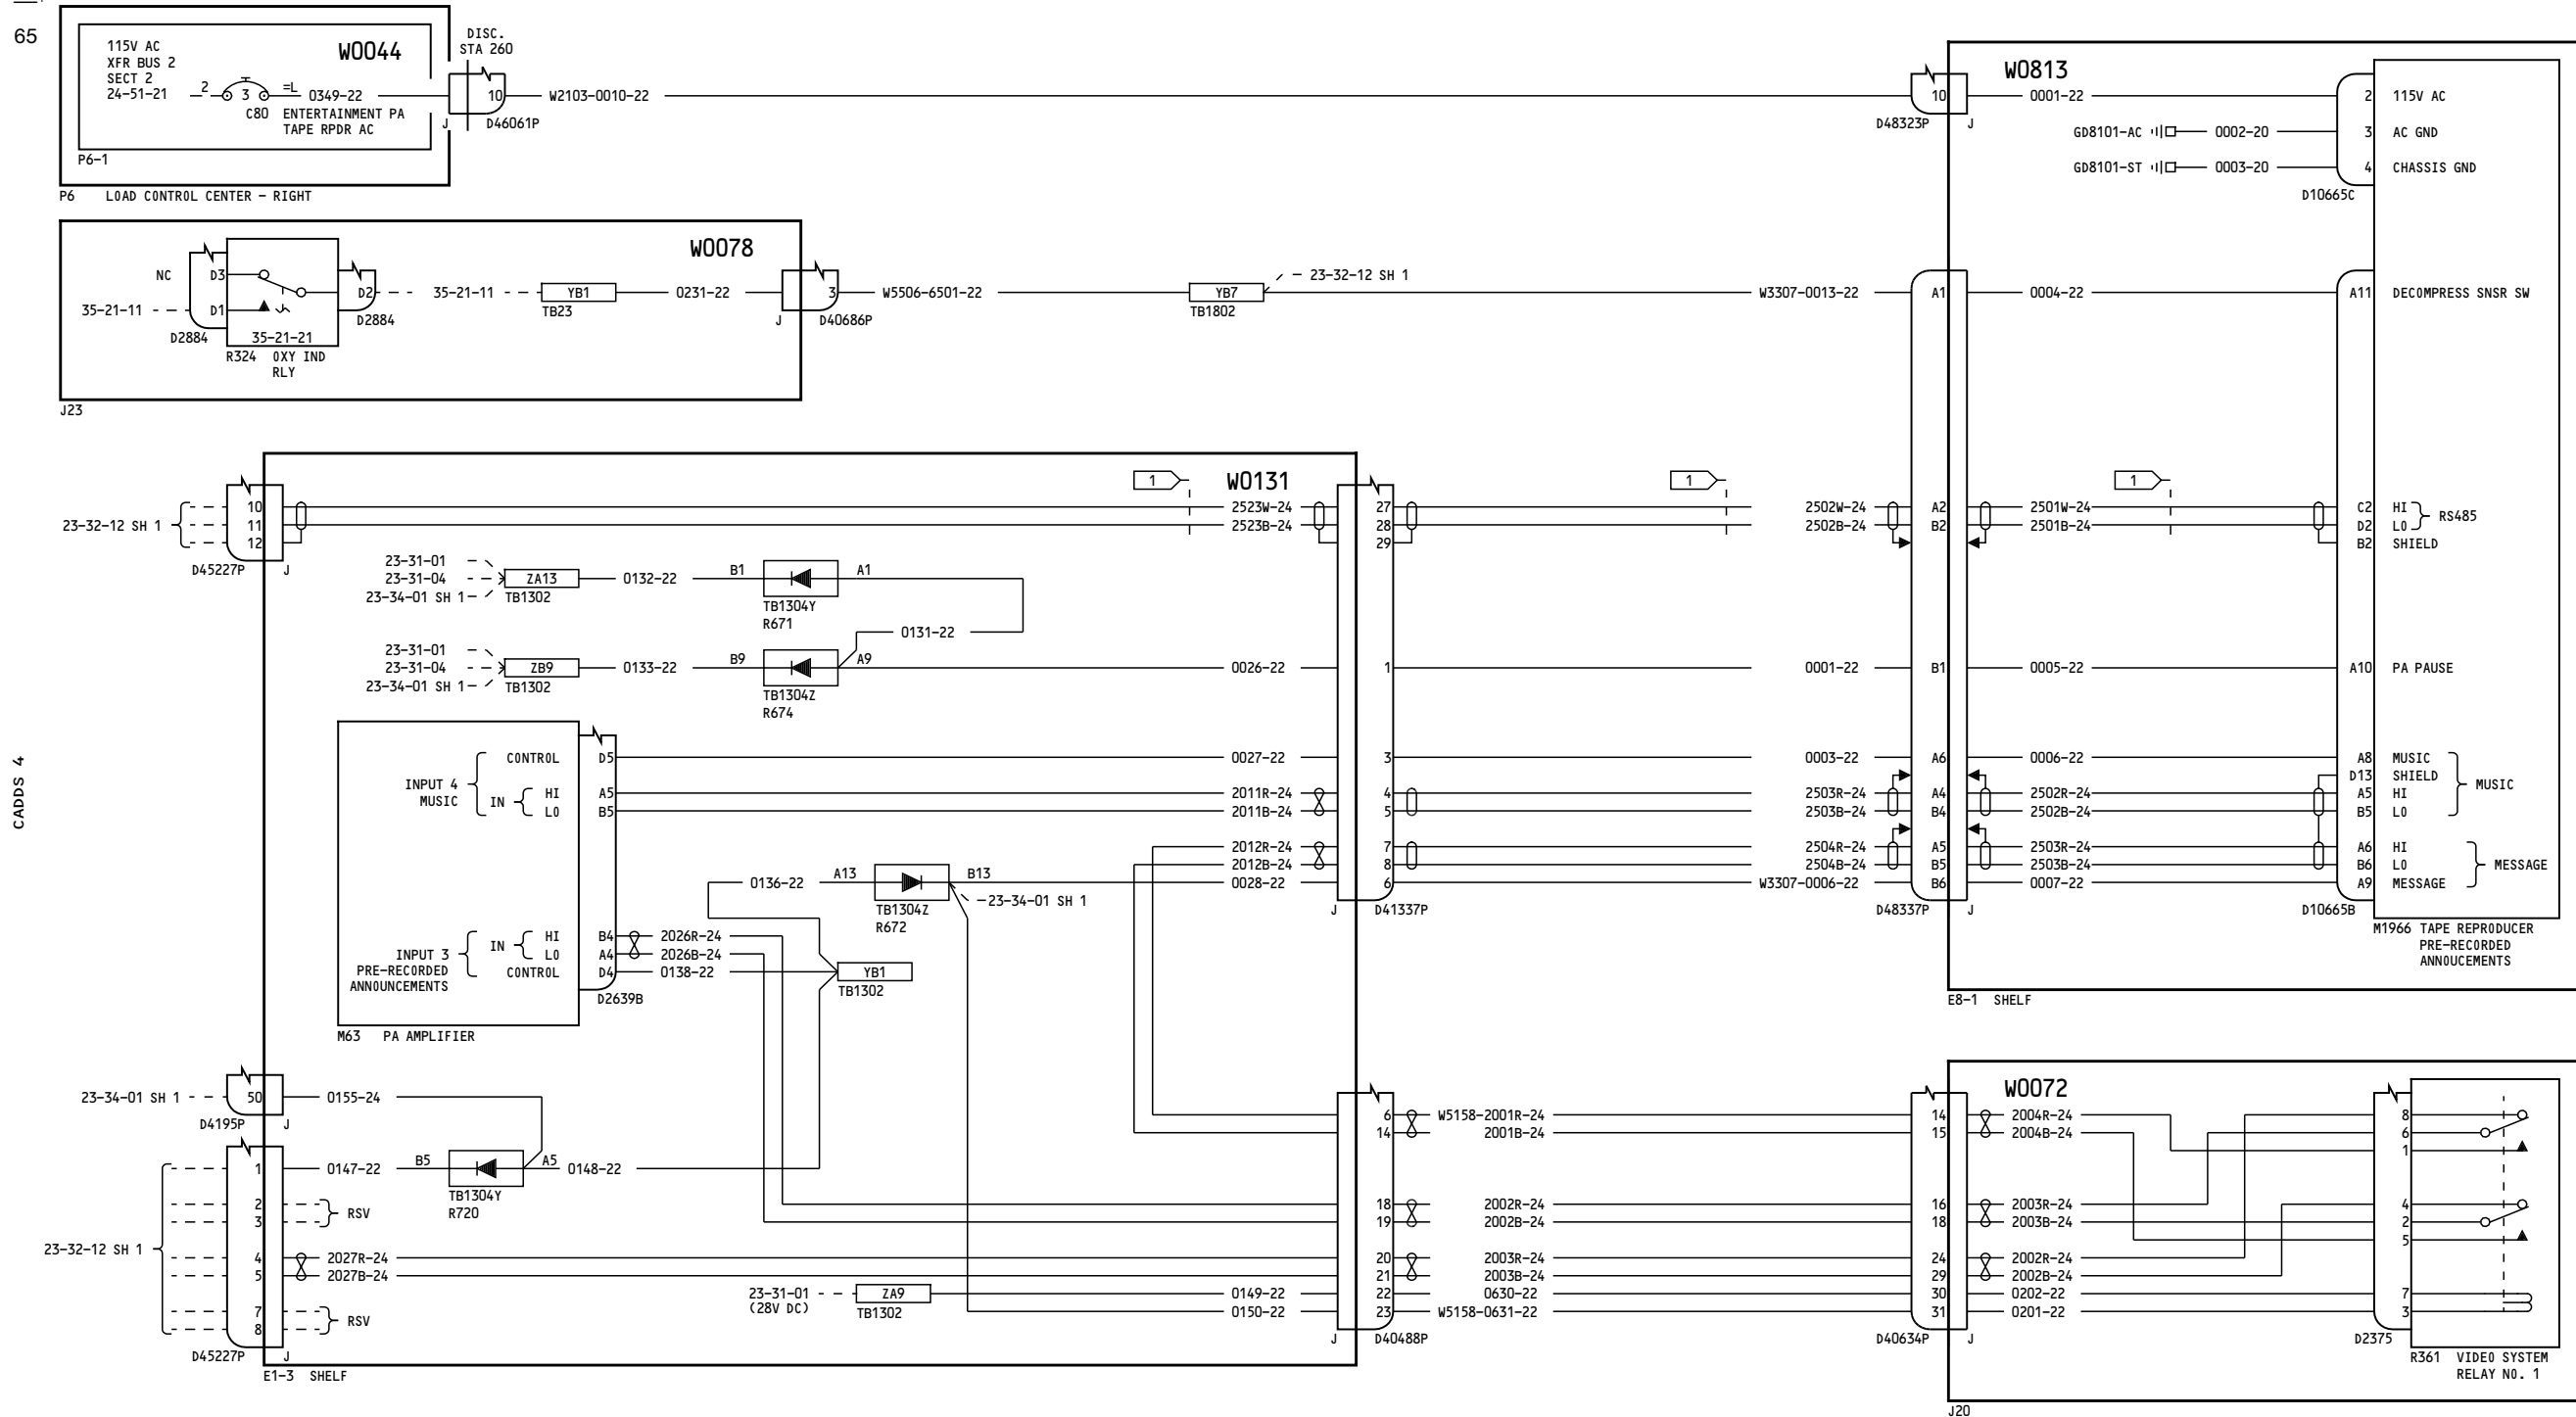 65
CADDS 4
115V AC
XFR BUS 2
SECT 2
24-51-21
2
3
=L
0349-22
C80 ENTERTAINMENT PA
TAPE RPDR AC
W0044
P6-1
P6 LOAD CONTROL CENTER - RIGHT
DISC.
STA 260
10
J
D46061P
W2103-0010-22
10
D48323P
J
W0813
0001-22
2 115V AC
GD8101-AC 0002-20 3 AC GND
GD8101-ST 0003-20 4 CHASSIS GND
D10665C
W0078
NC D3
35-21-11 D1
D2884
35-21-21
R324 OXY IND
RLY
D2
D2884
35-21-11
YB1
TB23
0231-22
3
J
D40686P
J23
W5506-6501-22
YB7
TB1802
23-32-12 SH 1
W3307-0013-22
A1
0004-22
A11 DECOMPRESS SNSR SW
W0131
1
1
1
23-32-12 SH 1
10
11
12
D45227P J
2523W-24 27
2523B-24 28
29
2502W-24 A2
2502B-24 B2
2501W-24 C2 HI
2501B-24 D2 LO
RS485
B2 SHIELD
23-31-01
23-31-04
23-34-01 SH 1
ZA13
TB1302
0132-22
B1
A1
TB1304Y
R671
0131-22
23-31-01
23-31-04
23-34-01 SH 1
ZB9
TB1302
0133-22
B9
A9
TB1304Z
R674
0026-22 1
0001-22 B1
0005-22 A10 PA PAUSE
INPUT 4
MUSIC
CONTROL D5
IN
HI A5
LO B5
0027-22 3
2011R-24 4
2011B-24 5
0003-22 A6
2503R-24 A4
2503B-24 B4
0006-22 A8 MUSIC
D13 SHIELD
2502R-24 A5 HI
2502B-24 B5 LO
MUSIC
2012R-24 7
2012B-24 8
0028-22 6
2504R-24 A5
2504B-24 B5
W3307-0006-22 B6
2503R-24 A6 HI
2503B-24 B6 LO
0007-22 A9 MESSAGE
MESSAGE
0136-22
A13
B13
TB1304Z
R672
23-34-01 SH 1
J
D41337P
D48337P
J
D10665B
M1966 TAPE REPRODUCER
PRE-RECORDED
ANNOUCEMENTS
E8-1 SHELF
INPUT 3
PRE-RECORDED
ANNOUNCEMENTS
IN
HI B4
LO A4
CONTROL D4
D2639B
2026R-24
2026B-24
0138-22
YB1
TB1302
M63 PA AMPLIFIER
23-34-01 SH 1
50
D4195P
J
0155-24
23-32-12 SH 1
1
0147-22
B5
A5
0148-22
TB1304Y
R720
2
3
RSV
4
5
2027R-24
2027B-24
7
8
RSV
D45227P
J
E1-3 SHELF
23-31-01
(28V DC)
ZA9
TB1302
0149-22 22
0150-22 23
6
14
18
19
20
21
J
D40488P
W5158-2001R-24 14
2001B-24 15
2002R-24 16
2002B-24 18
2003R-24 24
2003B-24 29
0630-22 30
W5158-0631-22 31
D40634P
J
W0072
2004R-24
2004B-24
2003R-24
2003B-24
2002R-24
2002B-24
0202-22
0201-22
8
6
1
4
2
5
7
3
D2375
R361 VIDEO SYSTEM
RELAY NO. 1
J20